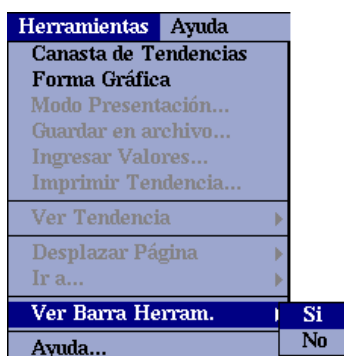 Herramientas Ayuda
Canasta de Tendencias
Forma Gráfica
Modo Presentación...
Guardar en archivo...
Ingresar Valores...
Imprimir Tendencia...
Ver Tendencia
Desplazar Página
Ir a...
Ver Barra Herram. Si
No
Ayuda...